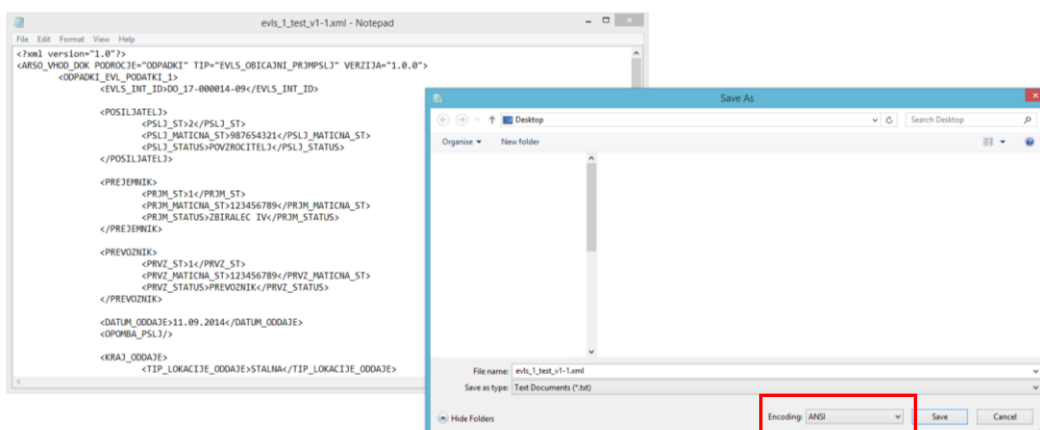 evls_1_test_v1-1.xml - Notepad
File Edit Format View Help
<?xml version="1.0"?>
<ARSO_VHOD_DOK PODROCJE="ODPADKI" TIP="EVLS_OBICAJNI_PRJMPSLJ" VERZIJA="1.0.0">
<ODPADKI_EVL_PODATKI_1>
<EVLS_INT_ID>DO_17-000014-09</EVLS_INT_ID>
<POSILJATELJ>
<PSLJ_ST>2</PSLJ_ST>
<PSLJ_MATICNA_ST>987654321</PSLJ_MATICNA_ST>
<PSLJ_STATUS>POVZROCITELJ</PSLJ_STATUS>
</POSILJATELJ>
<PREJEMNIK>
<PRJM_ST>1</PRJM_ST>
<PRJM_MATICNA_ST>123456789</PRJM_MATICNA_ST>
<PRJM_STATUS>ZBIRALEC IV</PRJM_STATUS>
</PREJEMNIK>
<PREVOZNIK>
<PRVZ_ST>1</PRVZ_ST>
<PRVZ_MATICNA_ST>123456789</PRVZ_MATICNA_ST>
<PRVZ_STATUS>PREVOZNIK</PRVZ_STATUS>
</PREVOZNIK>
<DATUM_ODDAJE>11.09.2014</DATUM_ODDAJE>
<OPOMBA_PSLJ/>
<KRAJ_ODDAJE>
<TIP_LOKACIJE_ODDAJE>STALNA</TIP_LOKACIJE_ODDAJE>
Save As
Desktop
Search Desktop
Organise New folder
File name: evls_1_test_v1-1.xml
Save as type: Text Documents (*.txt)
Hide Folders
Encoding: ANSI
Save
Cancel